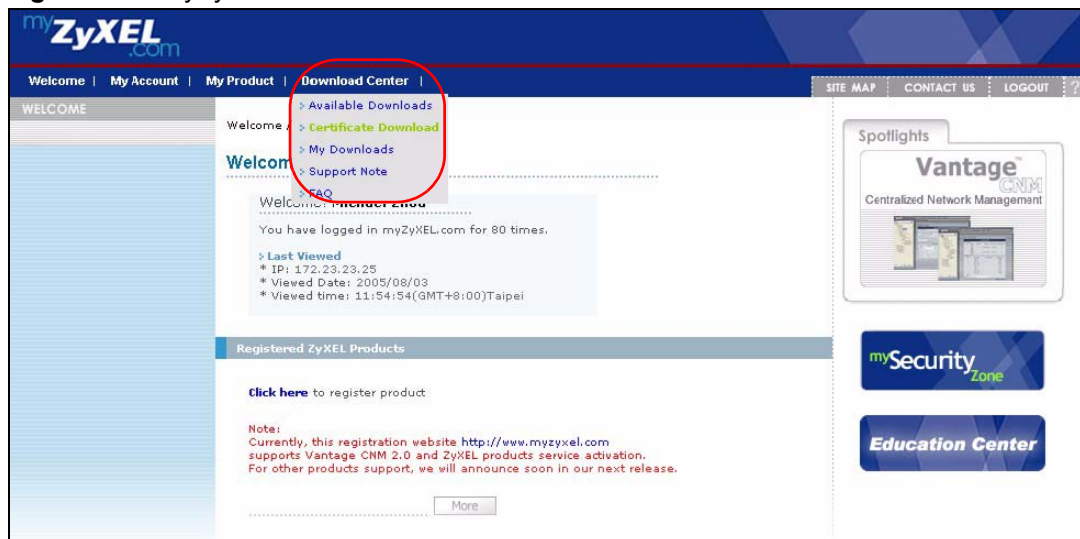 myZyXEL.com
Welcome | My Account | My Product | Download Center |
SITE MAP CONTACT US LOGOUT ?
WELCOME
> Available Downloads
> Certificate Download
> My Downloads
> Support Note
> FAQ
Welcome /
Welcom
Welcome!
You have logged in myZyXEL.com for 80 times.
> Last Viewed
* IP: 172.23.23.25
* Viewed Date: 2005/08/03
* Viewed time: 11:54:54(GMT+8:00)Taipei
Registered ZyXEL Products
Click here to register product
Note:
Currently, this registration website http://www.myzyxel.com
supports Vantage CNM 2.0 and ZyXEL products service activation.
For other products support, we will announce soon in our next release.
More
Spotlights
Vantage™
CNM
Centralized Network Management
mySecurity Zone
Education Center